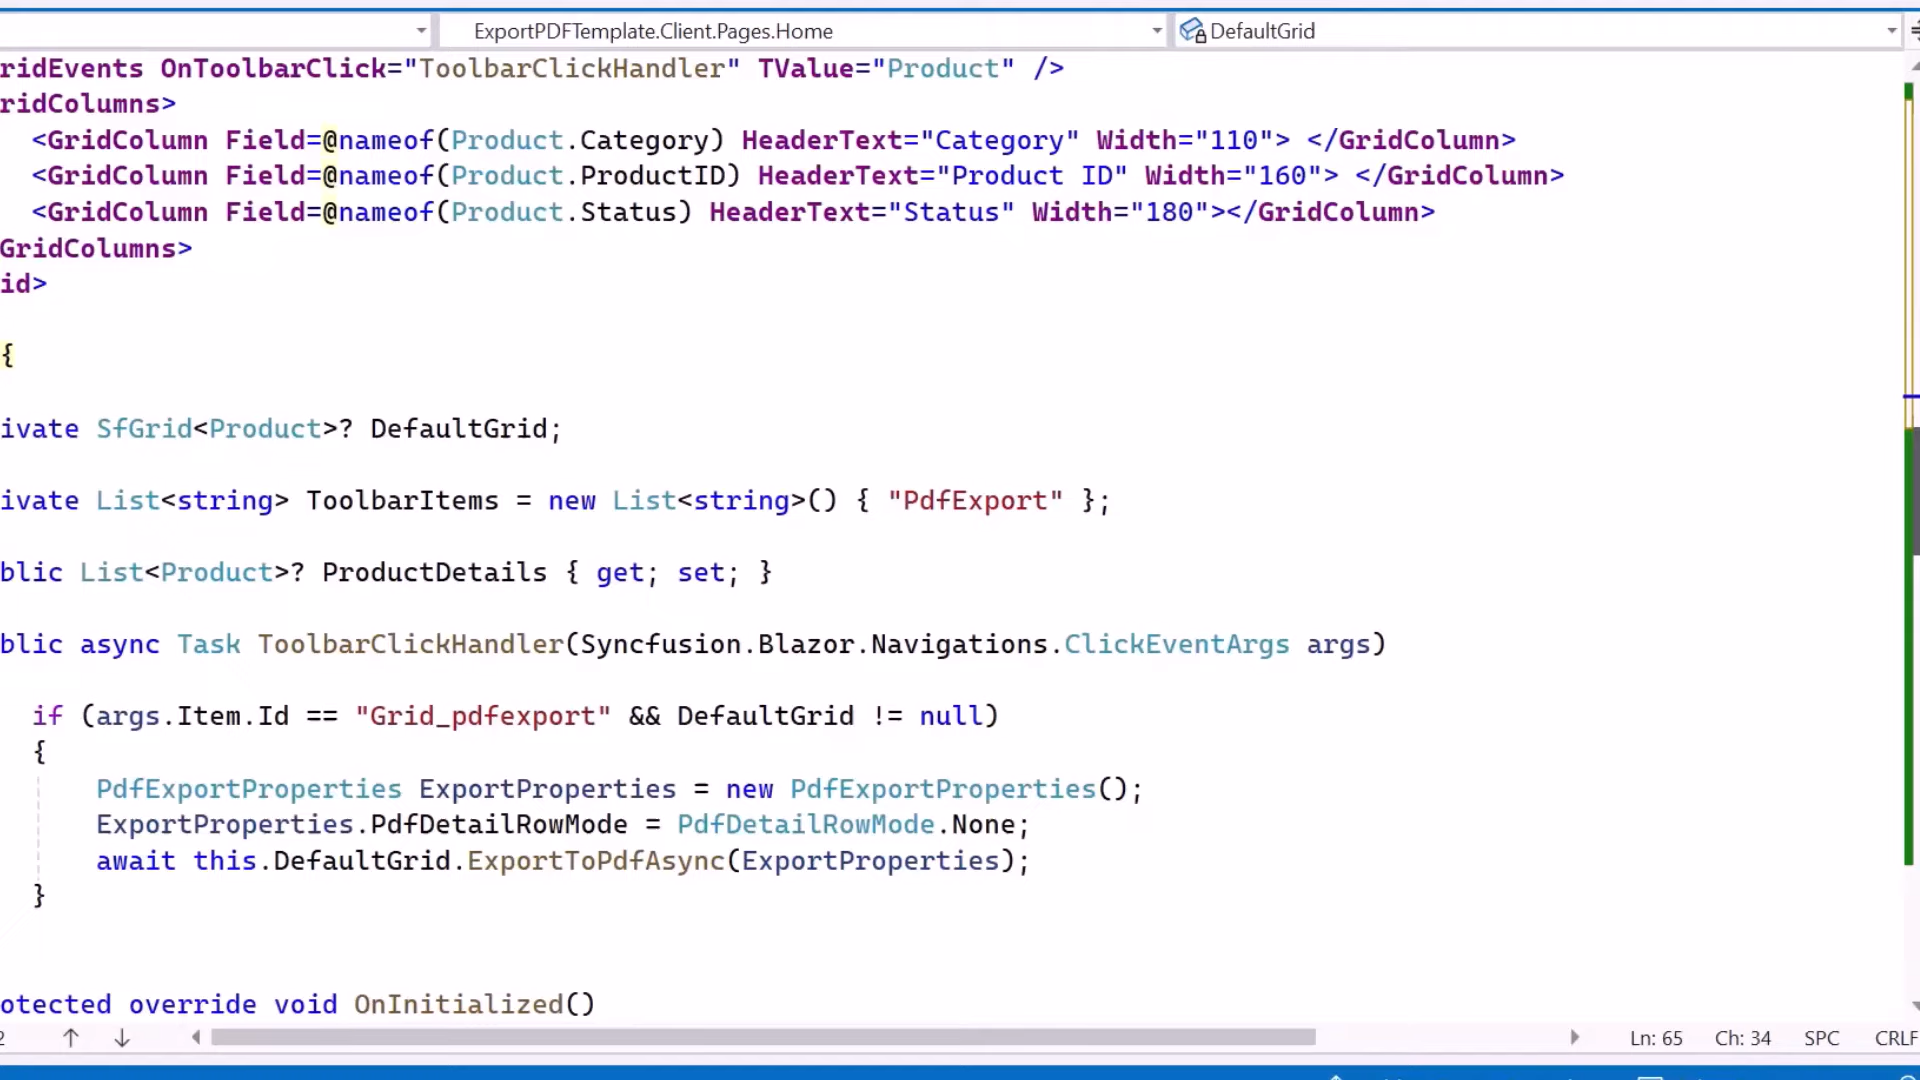 ExportPDFTemplate.Client.Pages.Home DefaultGrid
ridEvents OnToolbarClick="ToolbarClickHandler" TValue="Product" />
ridColumns>
<GridColumn Field=@nameof(Product.Category) HeaderText="Category" Width="110"> </GridColumn>
<GridColumn Field=@nameof(Product.ProductID) HeaderText="Product ID" Width="160"> </GridColumn>
<GridColumn Field=@nameof(Product.Status) HeaderText="Status" Width="180"></GridColumn>
GridColumns>
id>
{
ivate SfGrid<Product>? DefaultGrid;
ivate List<string> ToolbarItems = new List<string>() { "PdfExport" };
blic List<Product>? ProductDetails { get; set; }
blic async Task ToolbarClickHandler(Syncfusion.Blazor.Navigations.ClickEventArgs args)
if (args.Item.Id == "Grid_pdfexport" && DefaultGrid != null)
{
PdfExportProperties ExportProperties = new PdfExportProperties();
ExportProperties.PdfDetailRowMode = PdfDetailRowMode.None;
await this.DefaultGrid.ExportToPdfAsync(ExportProperties);
}
otected override void OnInitialized()
2 Ln: 65 Ch: 34 SPC CRLF